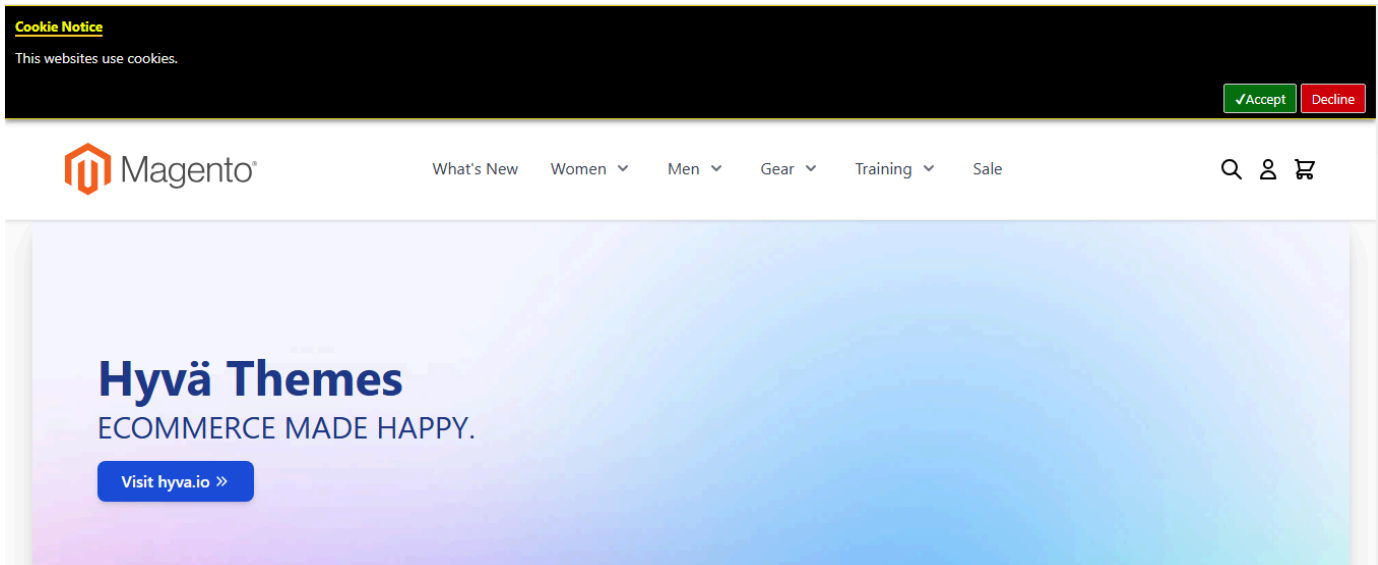 Cookie Notice
This websites use cookies.
✓Accept Decline
Magento® What's New Women Men Gear Training Sale
Hyvä Themes
ECOMMERCE MADE HAPPY.
Visit hyva.io »